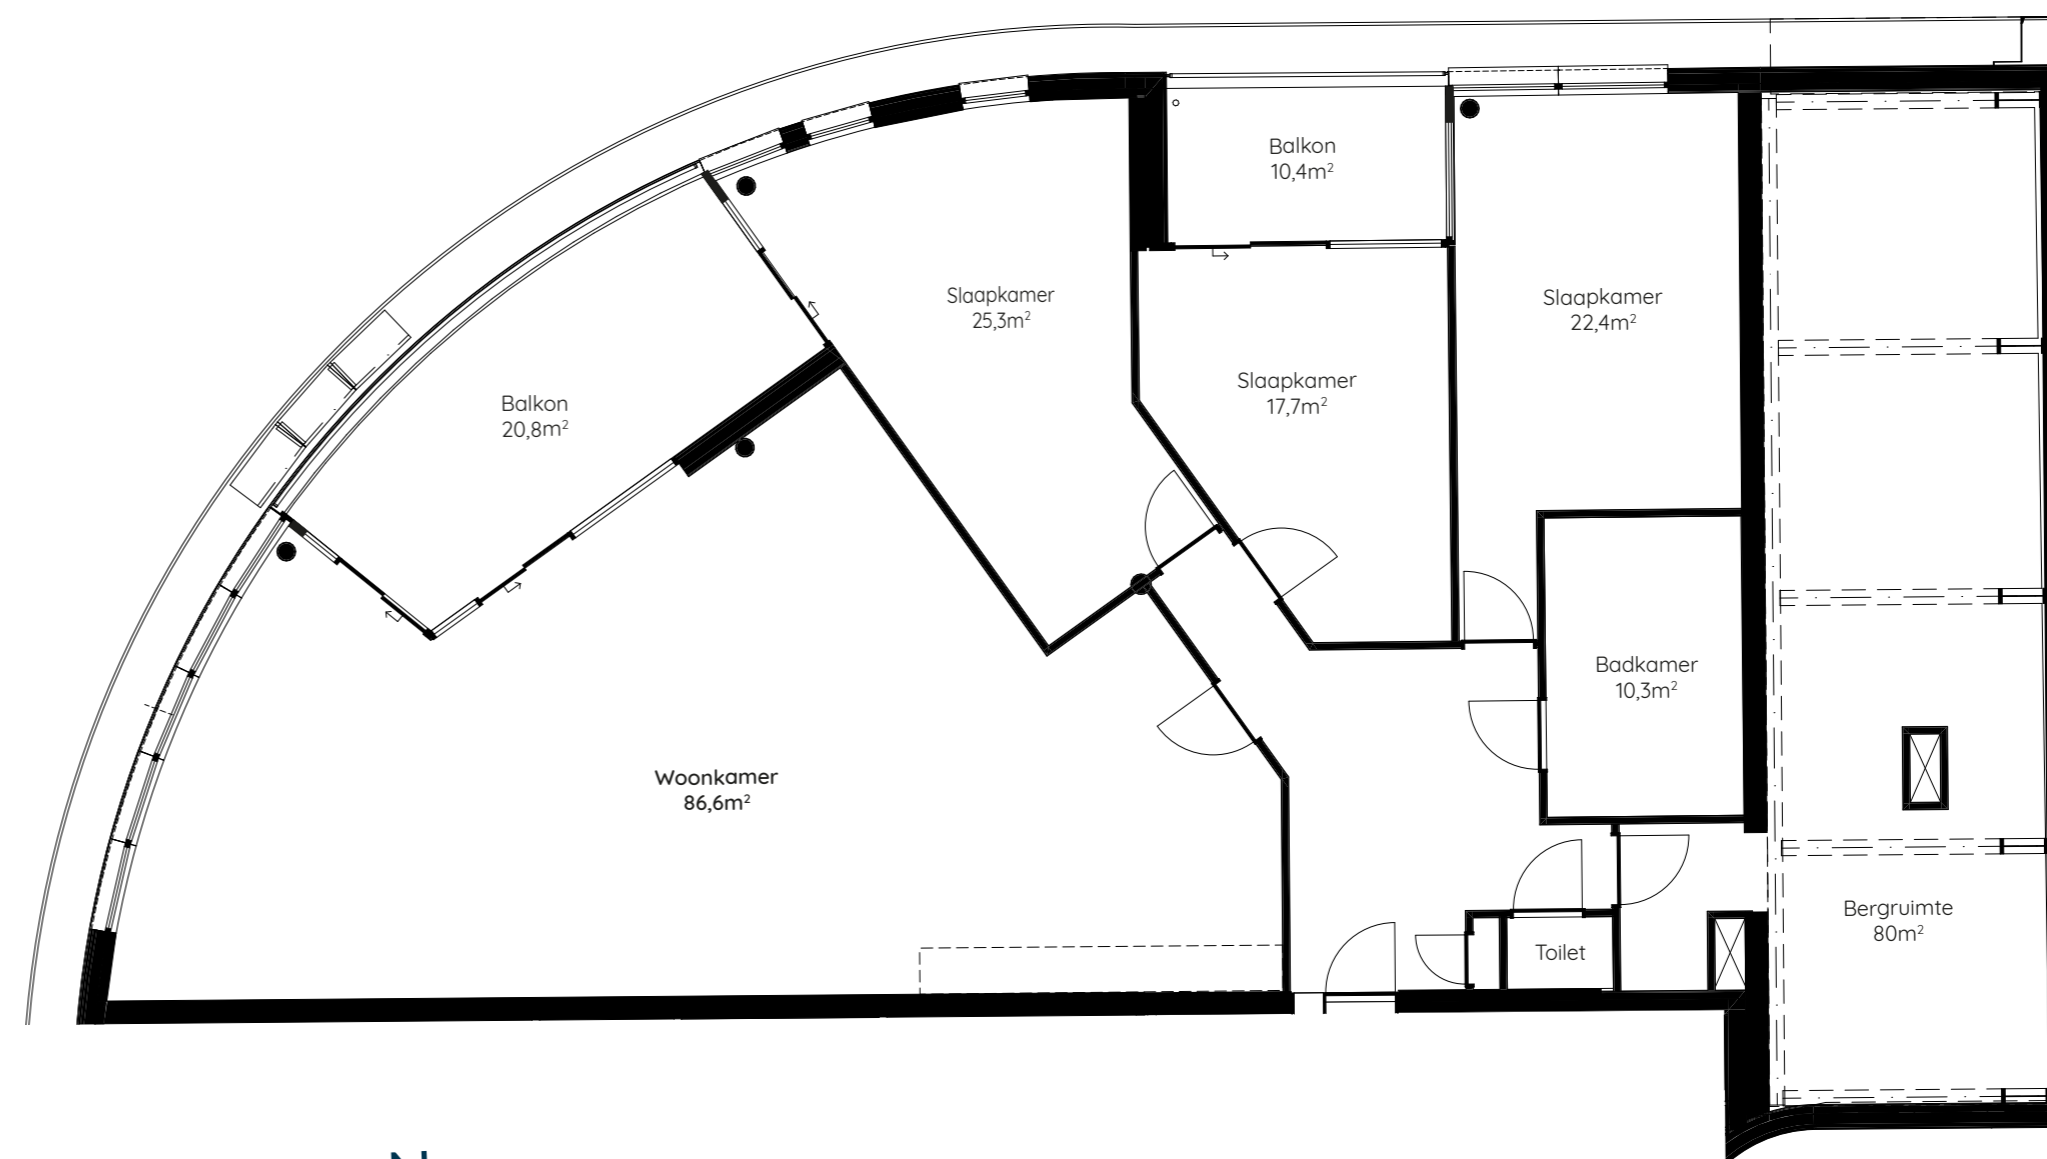 Balkon
10,4m²
Slaapkamer
25,3m²
Slaapkamer
22,4m²
Slaapkamer
17,7m²
Balkon
20,8m²
Badkamer
10,3m²
Woonkamer
86,6m²
Bergruimte
80m²
Toilet